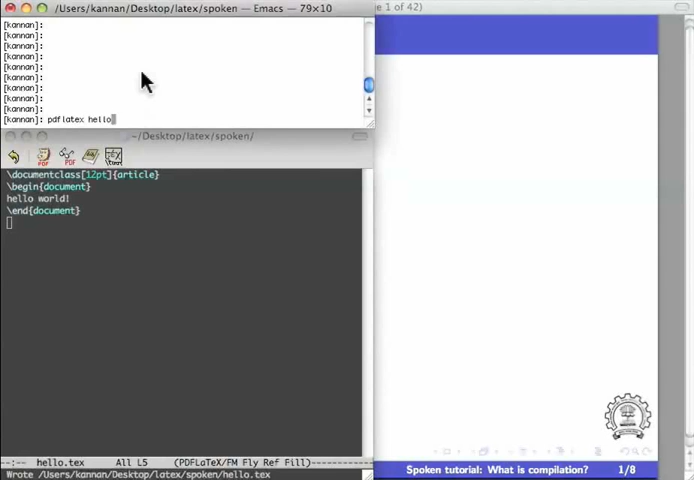 /Users/kannan/Desktop/latex/spoken — Emacs — 79×10
e 1 of 42)
[kannan]:
[kannan]:
[kannan]:
[kannan]:
[kannan]:
[kannan]:
[kannan]:
[kannan]:
[kannan]:
[kannan]: pdflatex hello
~/Desktop/latex/spoken/
PDF
PDF
\documentclass[12pt]{article}
\begin{document}
hello world!
\end{document}
--:-- hello.tex All L5 (PDFLaTeX/FM Fly Ref Fill)
Wrote /Users/kannan/Desktop/latex/spoken/hello.tex
Spoken tutorial: What is compilation? 1/8